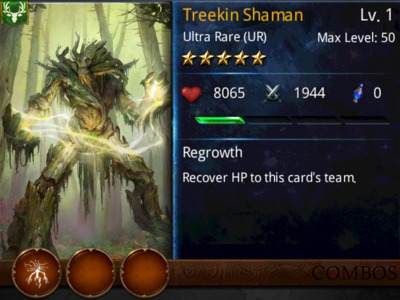 Treekin Shaman Lv. 1
Ultra Rare (UR) Max Level: 50
8065 1944 0
Regrowth
Recover HP to this card's team.
COMBOS